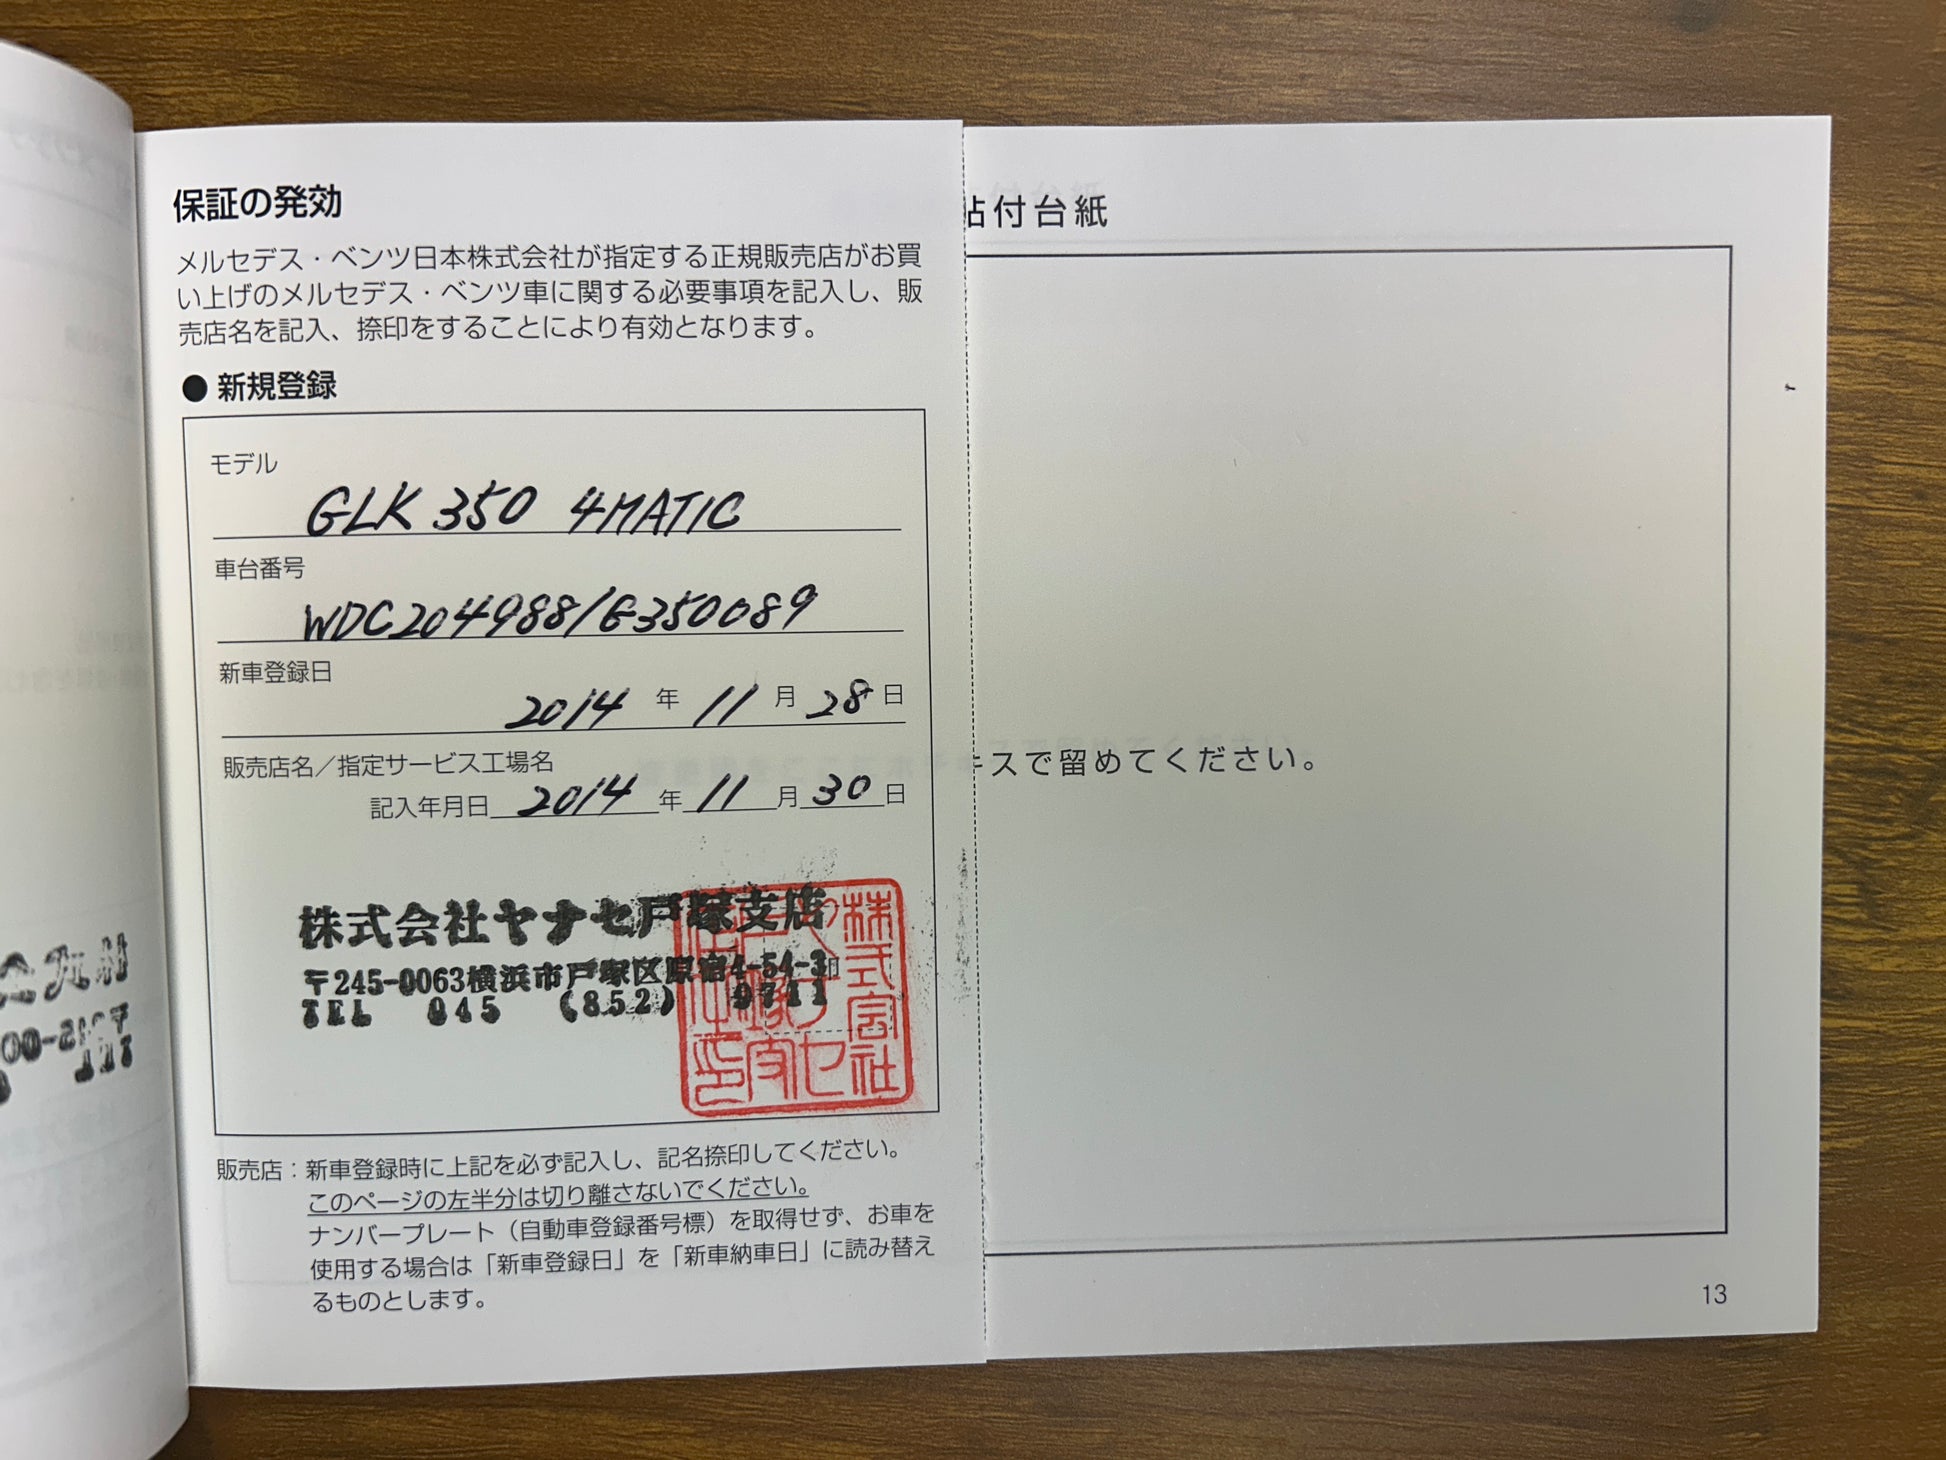 保証の発効
メルセデス・ベンツ日本株式会社が指定する正規販売店がお買
い上げのメルセデス・ベンツ車に関する必要事項を記入し、販
売店名を記入、捺印をすることにより有効となります。
● 新規登録
モデル
GLK 350 4MATIC
車台番号
WDC2049881G350089
新車登録日
2014 年 11 月 28 日
販売店名／指定サービス工場名
記入年月日 2014 年 11 月 30 日
株式会社ヤナセ戸塚支店
〒245-0063横浜市戸塚区原宿4-54-3
TEL 045 (852) 0711
株式会社
販売店：新車登録時に上記を必ず記入し、記名捺印してください。
このページの左半分は切り離さないでください。
ナンバープレート（自動車登録番号標）を取得せず、お車を
使用する場合は「新車登録日」を「新車納車日」に読み替え
るものとします。
付台紙
スで留めてください。
13